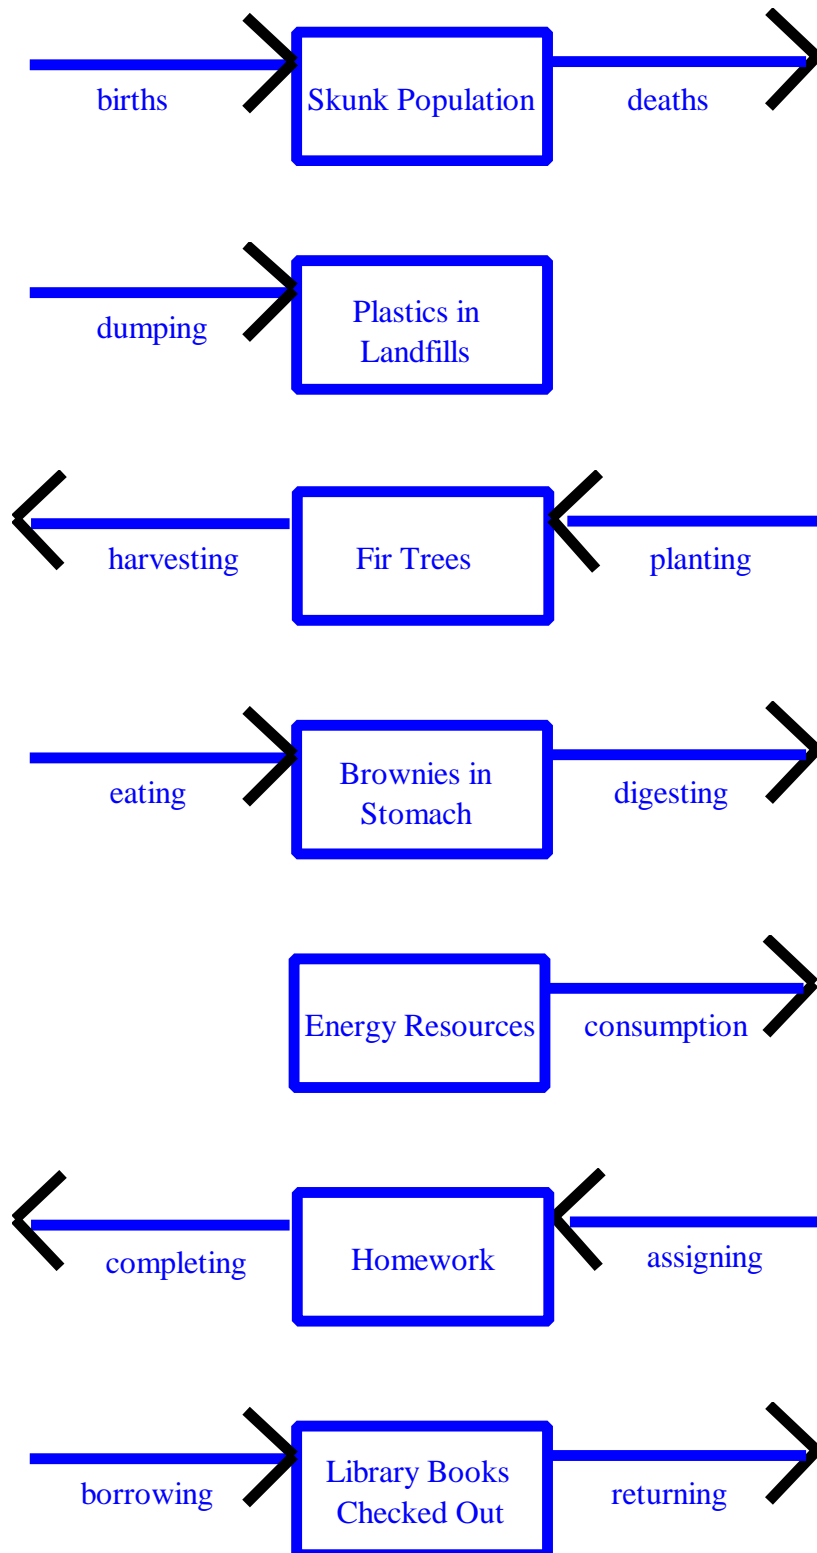 births
Skunk Population
deaths
dumping
Plastics in
Landfills
harvesting
Fir Trees
planting
eating
Brownies in
Stomach
digesting
Energy Resources
consumption
completing
Homework
assigning
borrowing
Library Books
Checked Out
returning